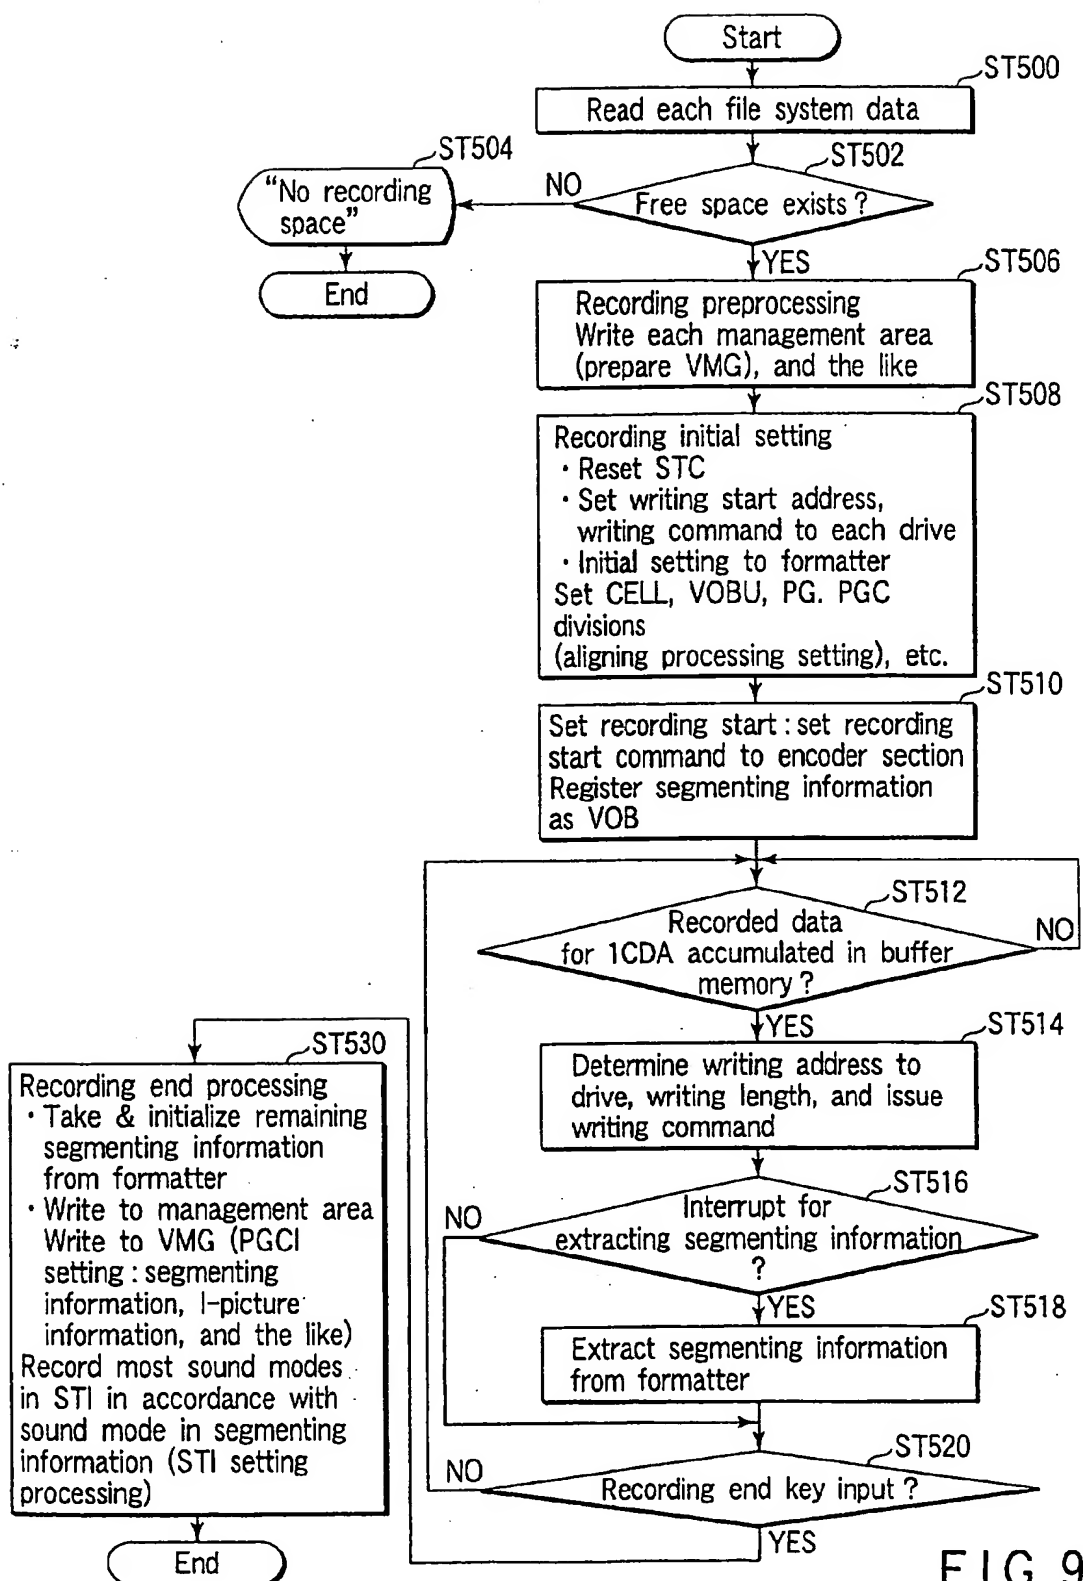 Start
ST500
Read each file system data
ST504
ST502
"No recording
space"
NO
Free space exists ?
End
YES
ST506
Recording preprocessing
Write each management area
(prepare VMG), and the like
ST508
Recording initial setting
· Reset STC
· Set writing start address,
writing command to each drive
· Initial setting to formatter
Set CELL, VOBU, PG. PGC
divisions
(aligning processing setting), etc.
ST510
Set recording start : set recording
start command to encoder section
Register segmenting information
as VOB
ST512
Recorded data
for 1CDA accumulated in buffer
memory ?
NO
YES
ST514
Determine writing address to
drive, writing length, and issue
writing command
ST516
Interrupt for
extracting segmenting information
?
NO
YES
ST518
Extract segmenting information
from formatter
ST520
Recording end key input ?
NO
YES
ST530
Recording end processing
· Take & initialize remaining
segmenting information
from formatter
· Write to management area
Write to VMG (PGCI
setting : segmenting
information, I-picture
information, and the like)
Record most sound modes
in STI in accordance with
sound mode in segmenting
information (STI setting
processing)
End
FIG. 9